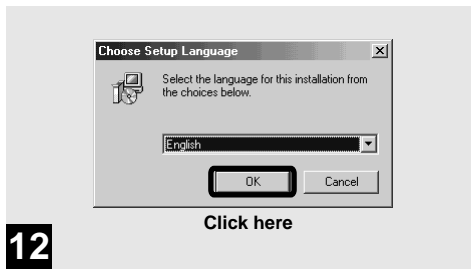 Choose Setup Language
Select the language for this installation from
the choices below.
English
OK Cancel
Click here
12